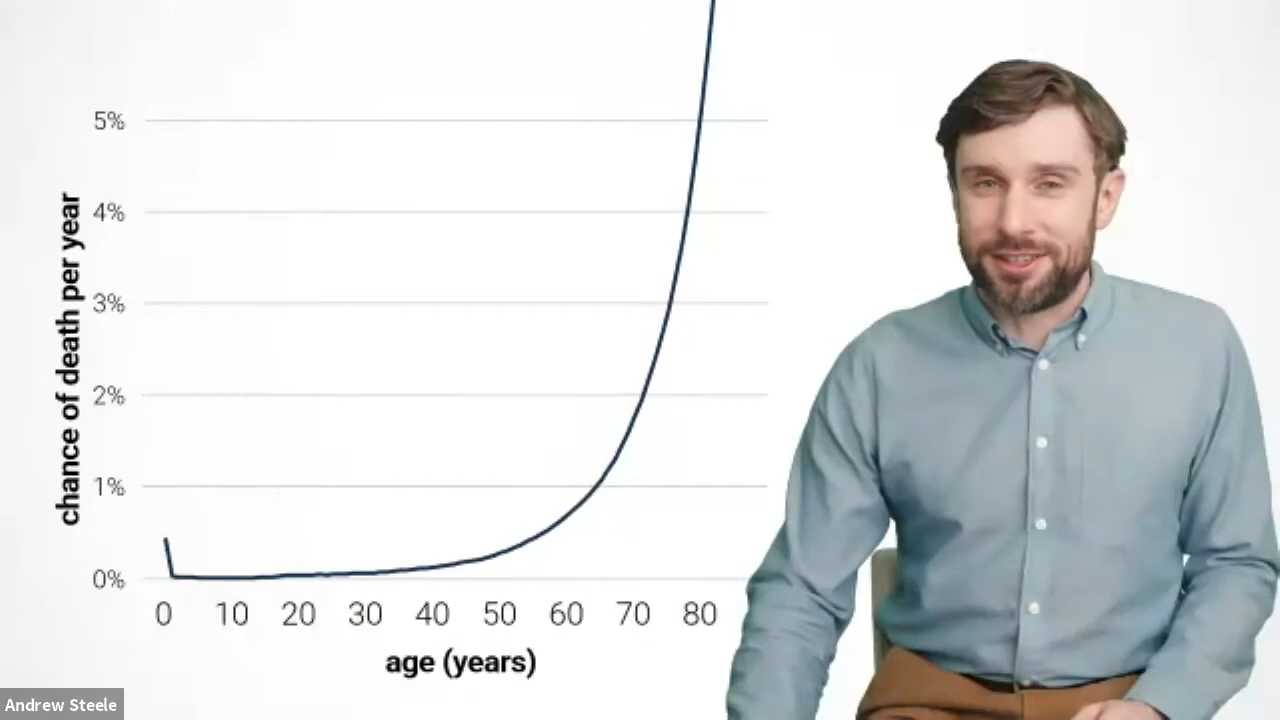 5%
4%
3%
2%
1%
0%
chance of death per year
0 10 20 30 40 50 60 70 80
age (years)
Andrew Steele